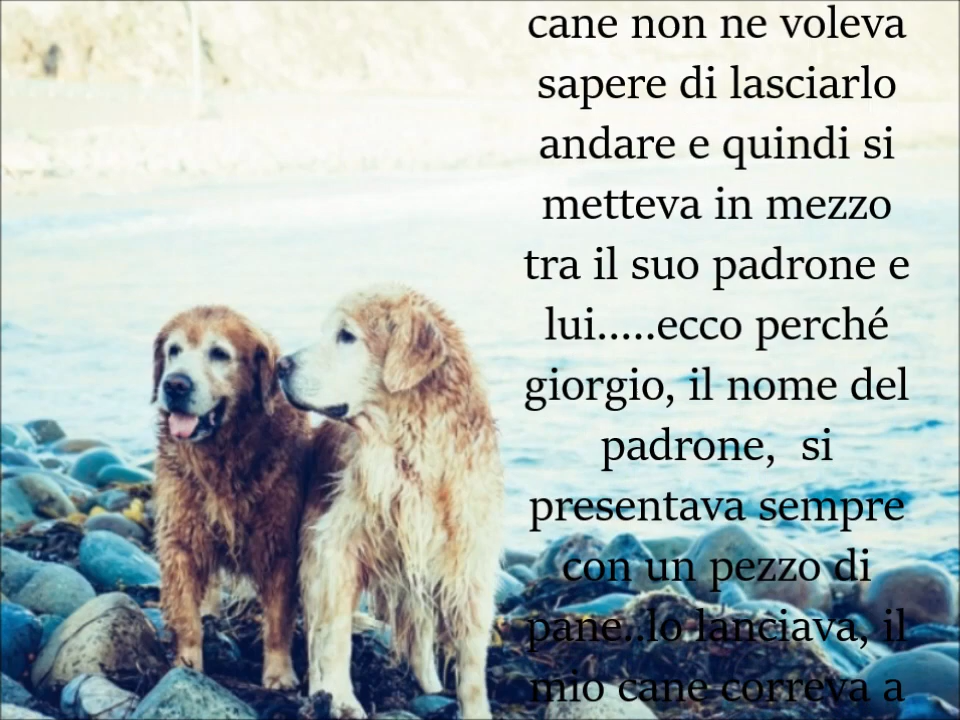 cane non ne voleva
sapere di lasciarlo
andare e quindi si
metteva in mezzo
tra il suo padrone e
lui.....ecco perché
giorgio, il nome del
padrone,  si
presentava sempre
con un pezzo di
pane..lo lanciava, il
mio cane correva a